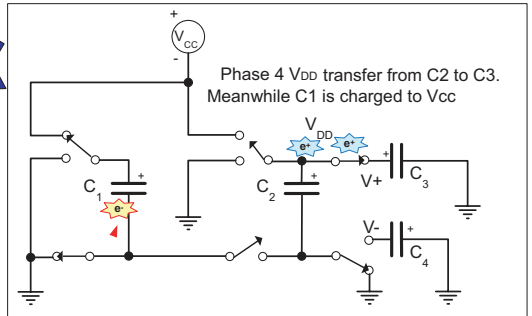 +
VCC
-
Phase 4 VDD transfer from C2 to C3.
Meanwhile C1 is charged to Vcc
VDD
e+ e+
+ + +
C1 C2 V+ C3
e-
V- +
C4